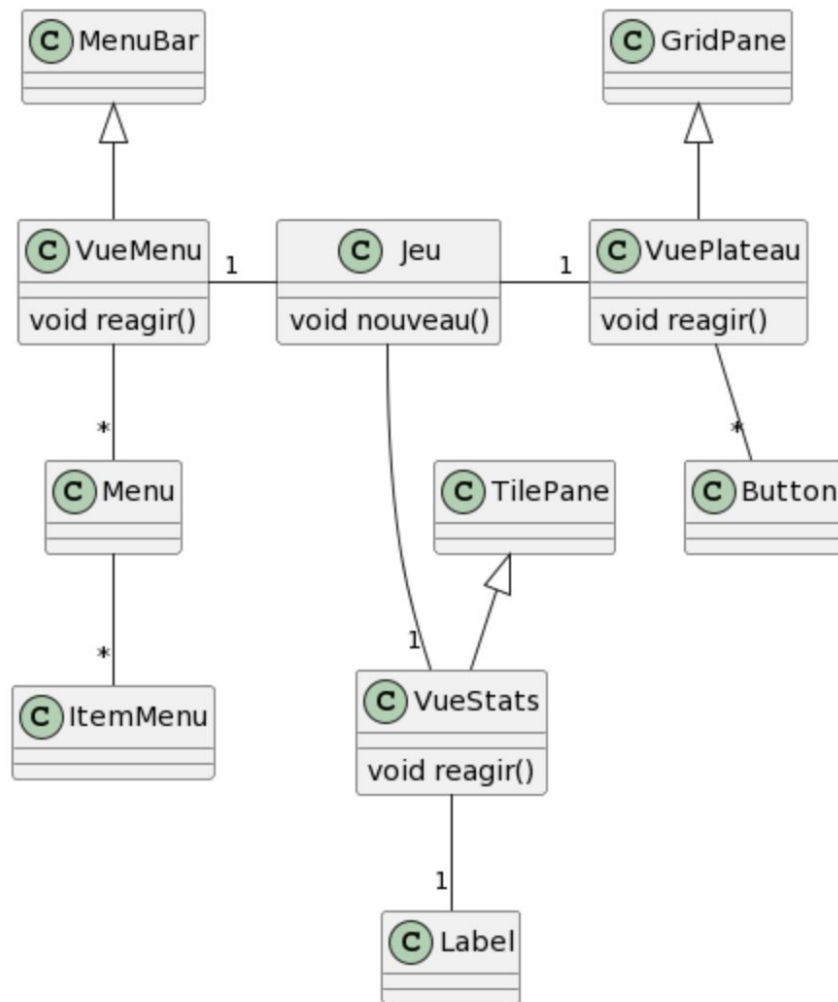 C MenuBar
C GridPane
C VueMenu
void reagir()
1
C Jeu
void nouveau()
1
C VuePlateau
void reagir()
*
*
C Menu
C TilePane
C Button
*
1
C ItemMenu
C VueStats
void reagir()
1
C Label